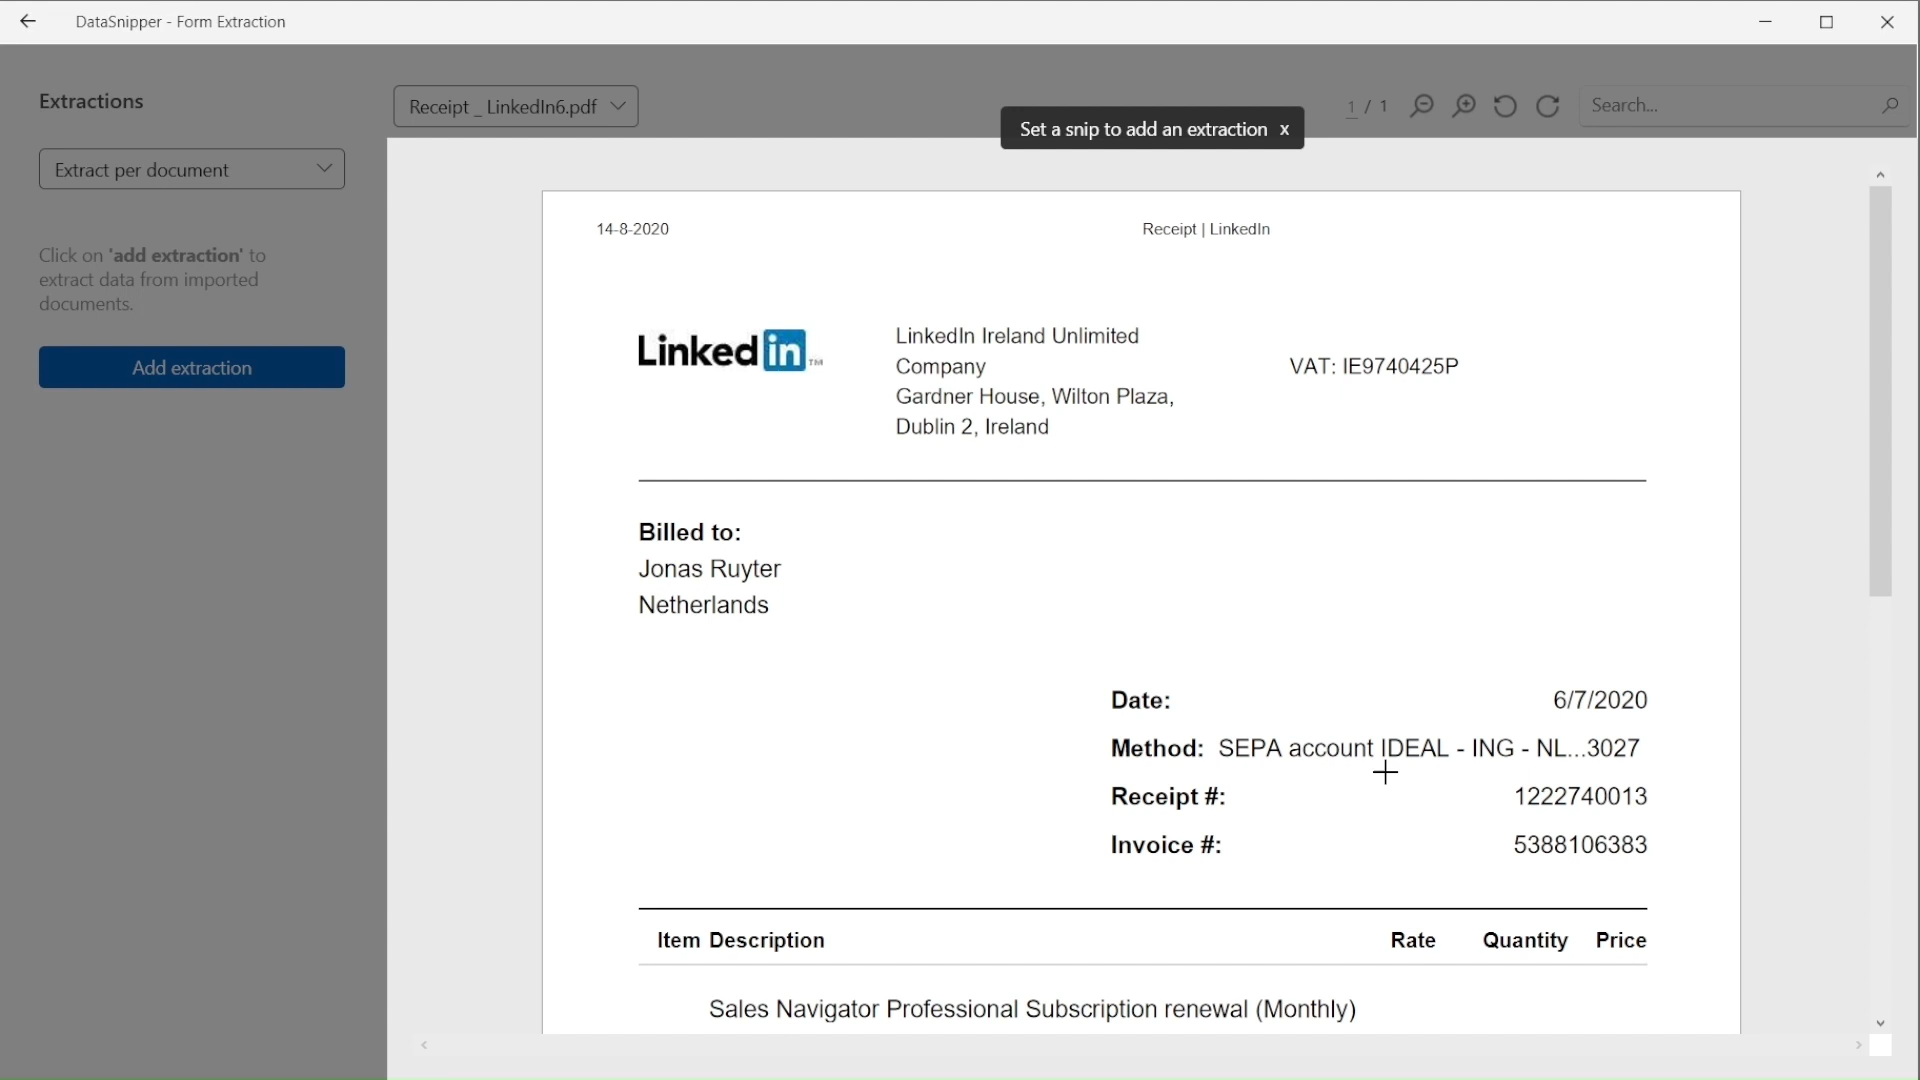 DataSnipper - Form Extraction
Extractions
Receipt _ LinkedIn6.pdf
1 / 1
Search...
Set a snip to add an extraction x
Extract per document
Click on 'add extraction' to
extract data from imported
documents.
Add extraction
14-8-2020 Receipt | LinkedIn
Linked in TM
LinkedIn Ireland Unlimited
Company
Gardner House, Wilton Plaza,
Dublin 2, Ireland
VAT: IE9740425P
Billed to:
Jonas Ruyter
Netherlands
Date: 6/7/2020
Method: SEPA account IDEAL - ING - NL...3027
Receipt #: 1222740013
Invoice #: 5388106383
Item Description Rate Quantity Price
Sales Navigator Professional Subscription renewal (Monthly)